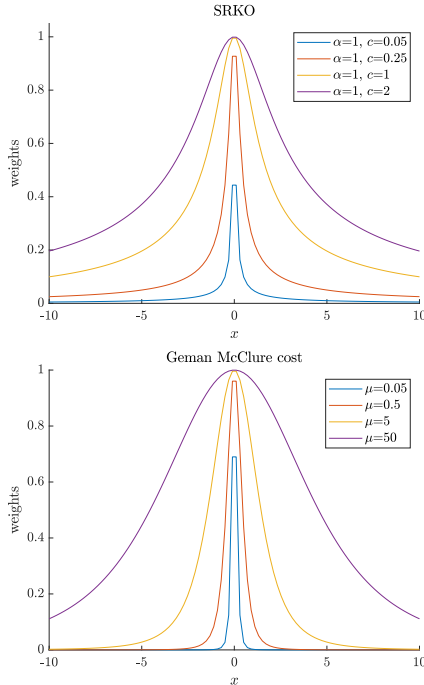 SRKO
α=1, c=0.05
α=1, c=0.25
α=1, c=1
α=1, c=2
1
0.8
0.6
0.4
0.2
0
weights
-10
-5
0
5
10
x
Geman McClure cost
μ=0.05
μ=0.5
μ=5
μ=50
1
0.8
0.6
0.4
0.2
0
weights
-10
-5
0
5
10
x